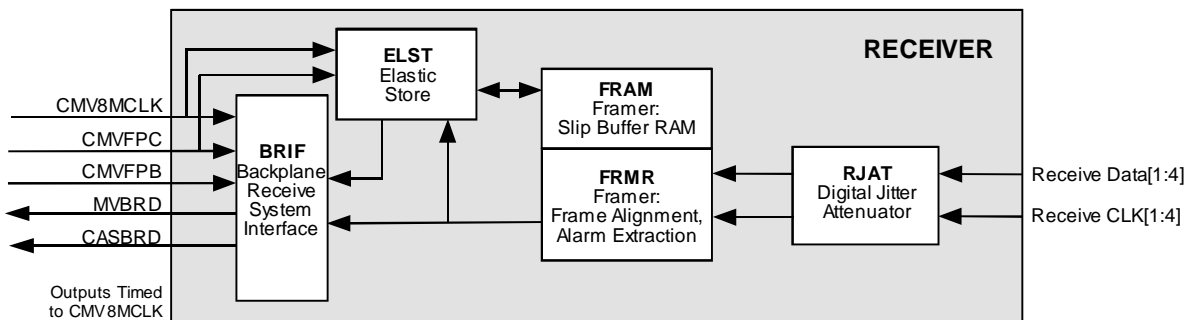 RECEIVER
ELST
Elastic
Store
FRAM
Framer:
Slip Buffer RAM
CMV8MCLK
CMVFPC
CMVFPB
MVBRD
CASBRD
BRIF
Backplane
Receive
System
Interface
FRMR
Framer:
Frame Alignment,
Alarm Extraction
RJAT
Digital Jitter
Attenuator
Receive Data[1:4]
Receive CLK[1:4]
Outputs Timed
to CMV8MCLK